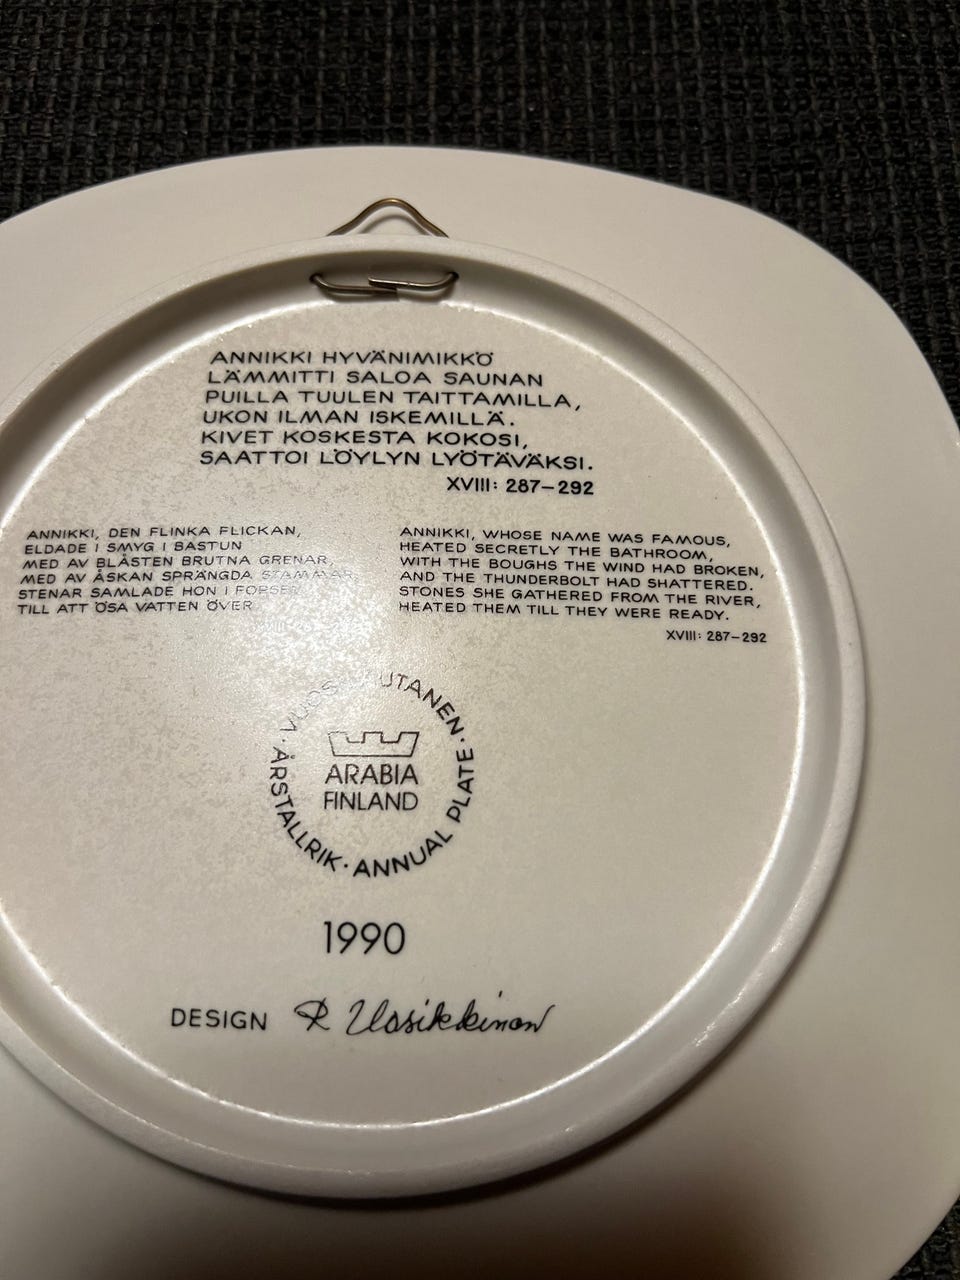 ANNIKKI HYVÄNIMIKKÖ
LÄMMITTI SALOA SAUNAN
PUILLA TUULEN TAITTAMILLA,
UKON ILMAN ISKEMILLÄ.
KIVET KOSKESTA KOKOSI,
SAATTOI LÖYLYN LYÖTÄVÄKSI.
XVIII: 287–292
ANNIKKI, DEN FLINKA FLICKAN,
ELDADE I SMYG I BASTUN
MED AV BLÅSTEN BRUTNA GRENAR,
MED AV ÅSKAN SPRÄNGDA STAMMAR,
STENAR SAMLADE HON I FORSEN
TILL ATT ÖSA VATTEN ÖVER
ANNIKKI, WHOSE NAME WAS FAMOUS,
HEATED SECRETLY THE BATHROOM,
WITH THE BOUGHS THE WIND HAD BROKEN,
AND THE THUNDERBOLT HAD SHATTERED.
STONES SHE GATHERED FROM THE RIVER,
HEATED THEM TILL THEY WERE READY.
XVIII: 287–292
· ÅRSTALLRIK · ANNUAL PLATE ·
ARABIA
FINLAND
1990
DESIGN R Uosikkinen